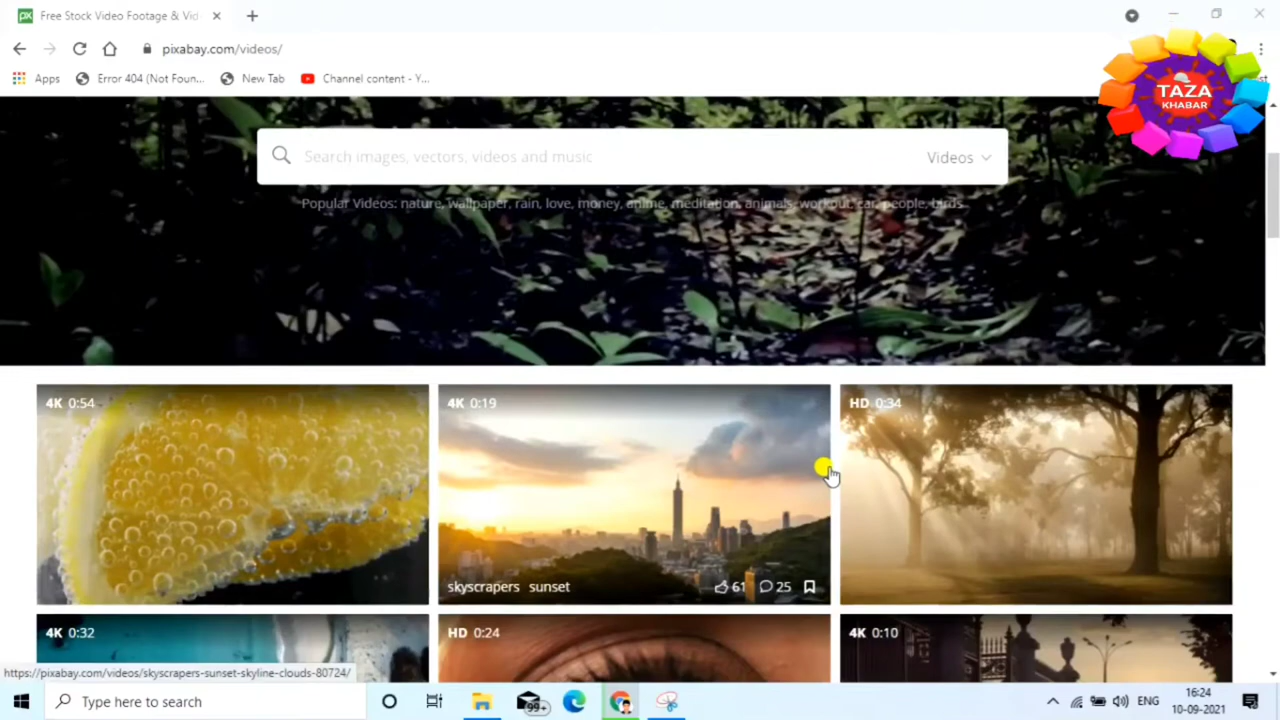 px Free Stock Video Footage & Vid
pixabay.com/videos/
Apps Error 404 (Not Foun... New Tab Channel content - Y...
TAZA
KHABAR
Search images, vectors, videos and music Videos
Popular Videos: nature, wallpaper, rain, love, money, anime, meditation, animals, workout, car, people, birds
4K 0:54
4K 0:19
HD 0:34
skyscrapers sunset 61 25
4K 0:32
HD 0:24
4K 0:10
https://pixabay.com/videos/skyscrapers-sunset-skyline-clouds-80724/
Type here to search
99+
ENG
16:24
10-09-2021